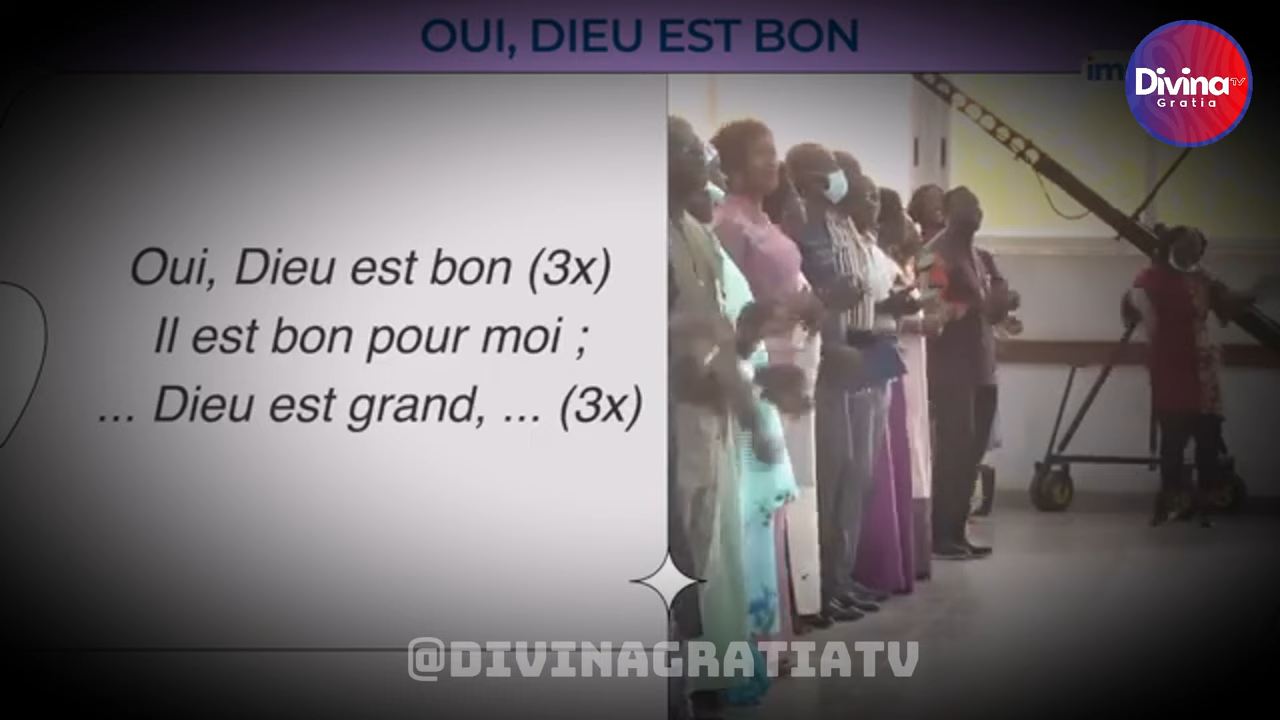 OUI, DIEU EST BON
im
Divina TV
Gratia
Oui, Dieu est bon (3x)
Il est bon pour moi ;
... Dieu est grand, ... (3x)
@DIVINAGRATIATV